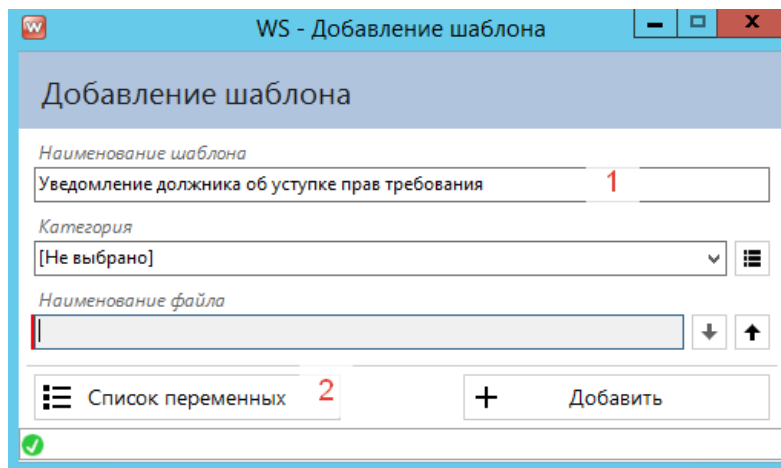 WS - Добавление шаблона
Добавление шаблона
Наименование шаблона
Уведомление должника об уступке прав требования 1
Категория
[Не выбрано]
Наименование файла
Список переменных 2 Добавить